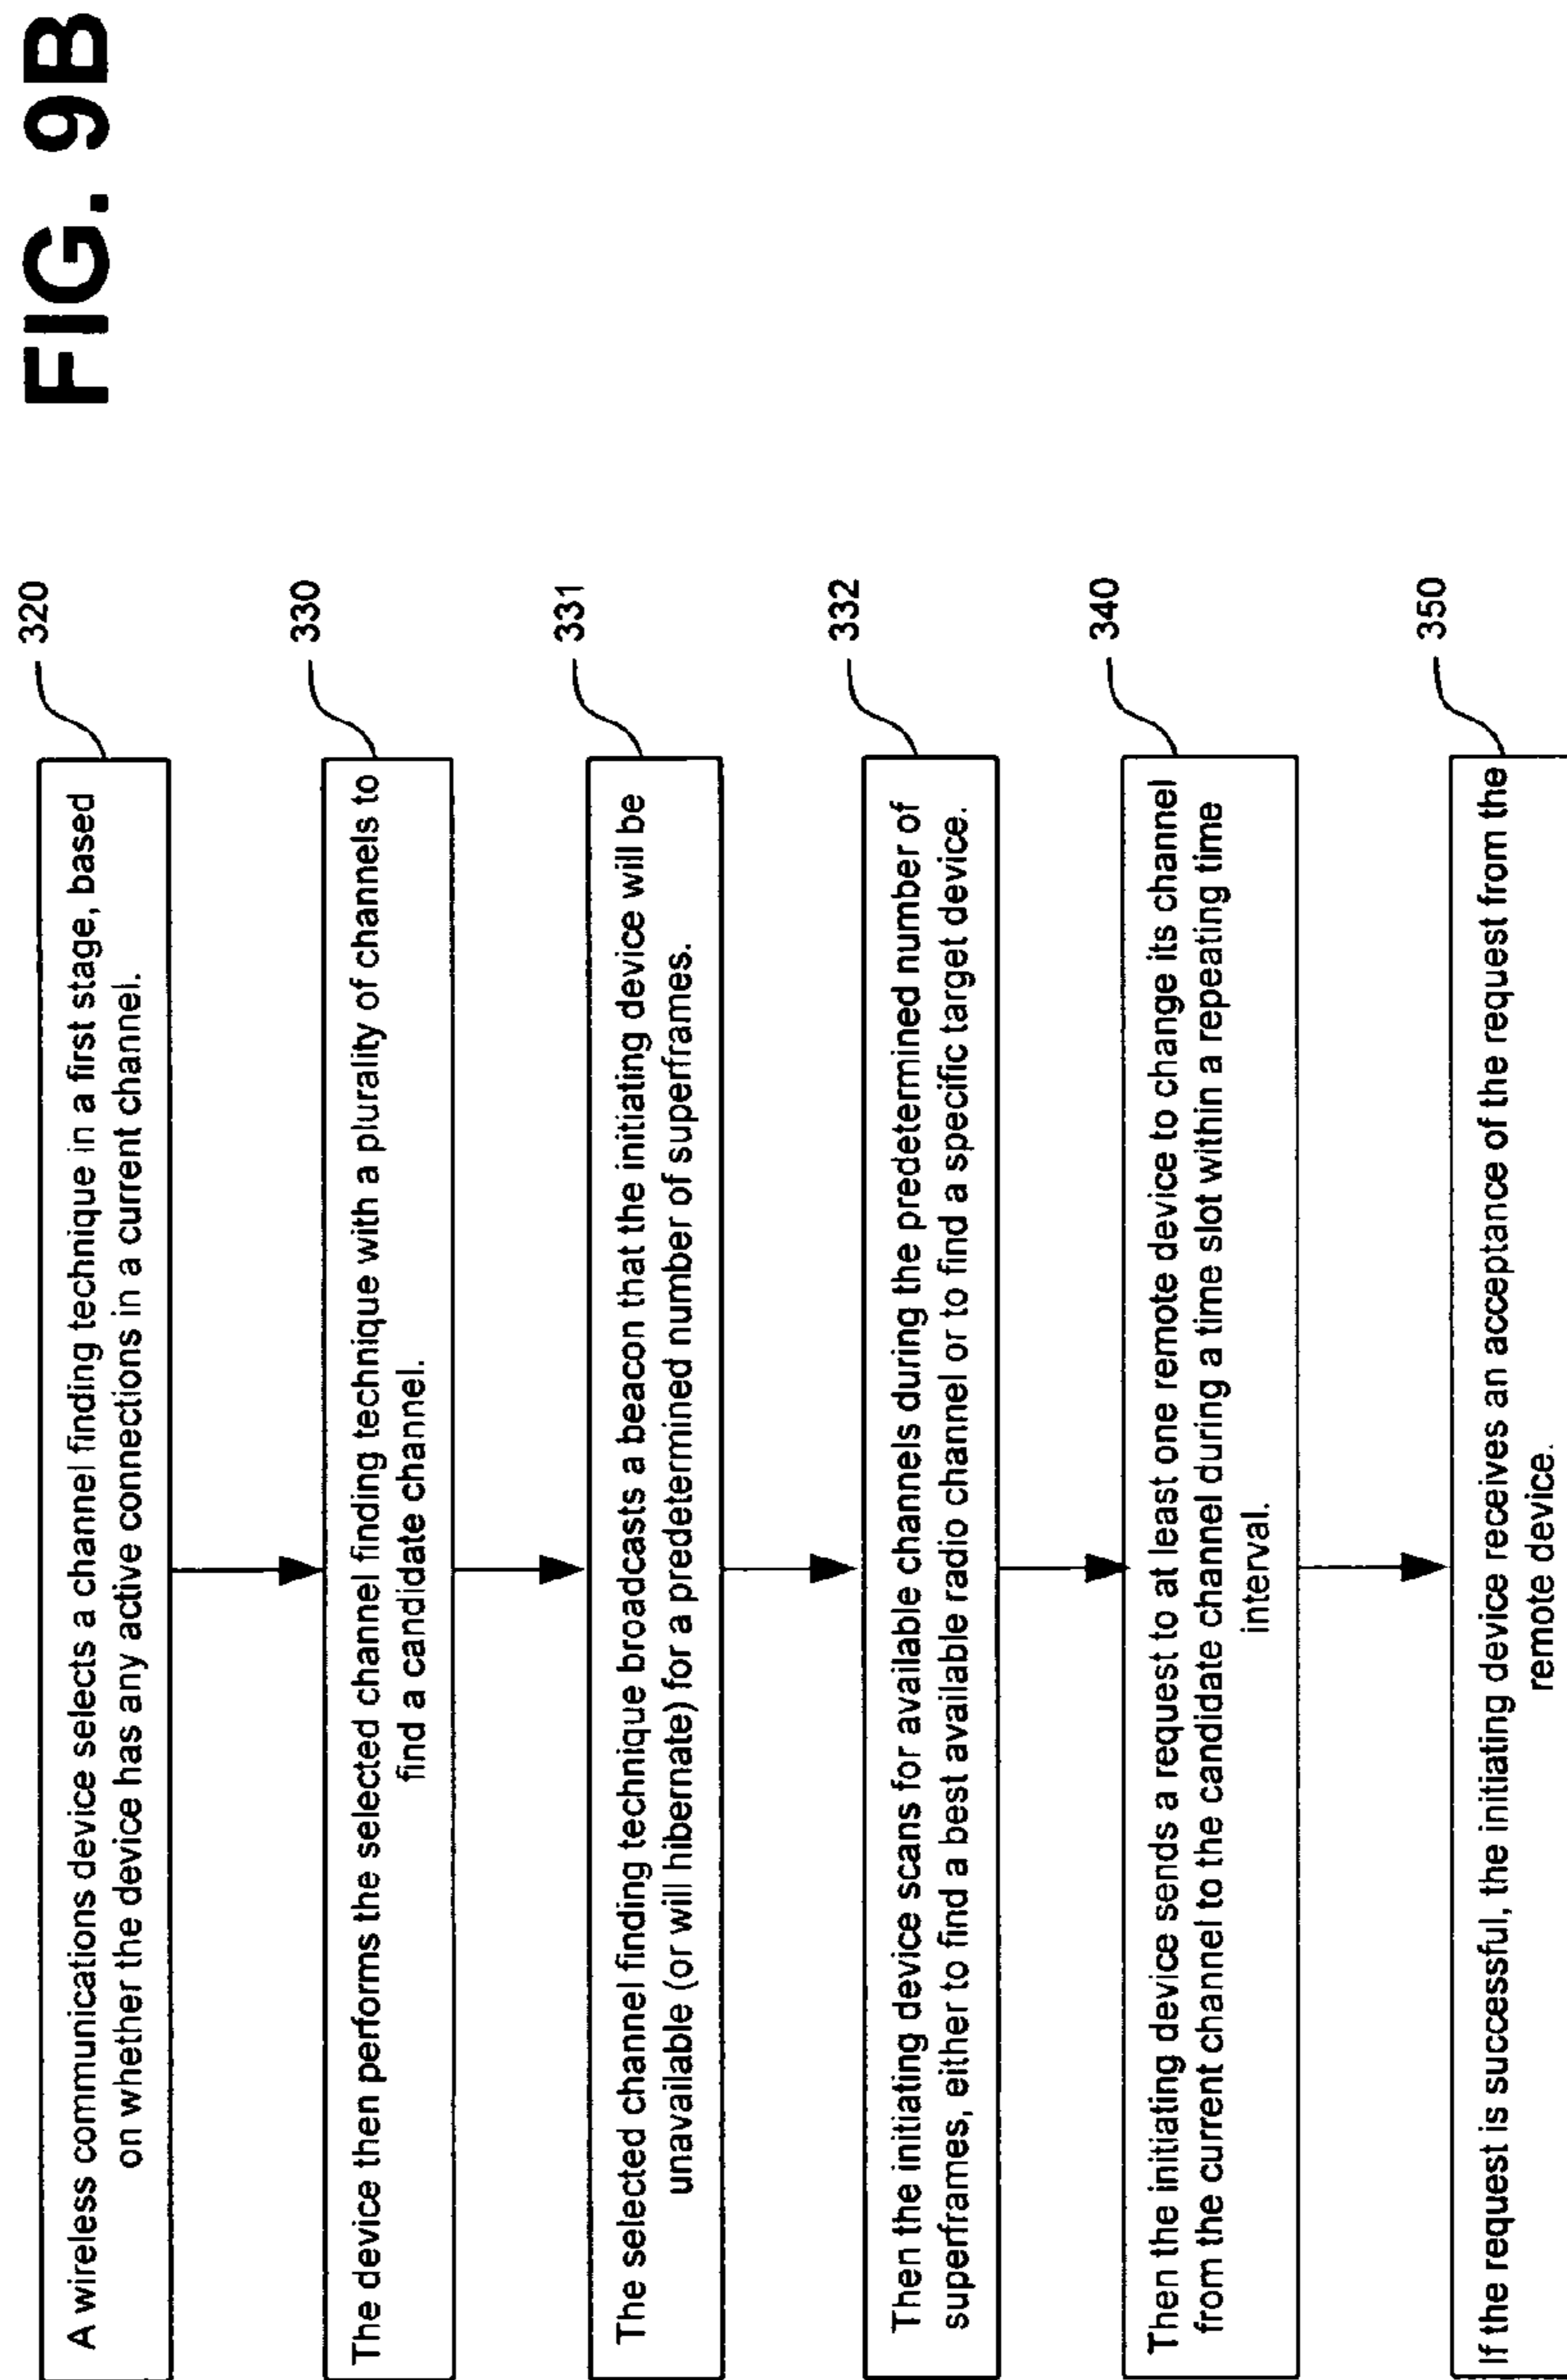 FIG. 9B
320
A wireless communications device selects a channel finding technique in a first stage, based
on whether the device has any active connections in a current channel.
330
The device then performs the selected channel finding technique with a plurality of channels to
find a candidate channel.
331
The selected channel finding technique broadcasts a beacon that the initiating device will be
unavailable (or will hibernate) for a predetermined number of superframes.
332
Then the initiating device scans for available channels during the predetermined number of
superframes, either to find a best available radio channel or to find a specific target device.
340
Then the initiating device sends a request to at least one remote device to change its channel
from the current channel to the candidate channel during a time slot within a repeating time
interval.
350
If the request is successful, the initiating device receives an acceptance of the request from the
remote device.